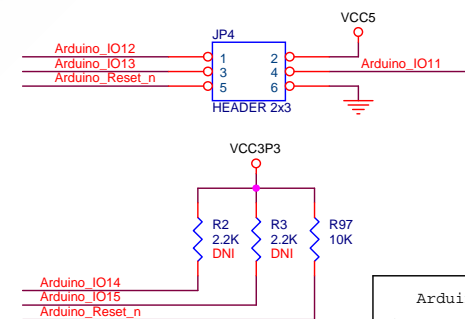 VCC5
JP4
Arduino_IO12
1
2
Arduino_IO13
3
4
Arduino_IO11
Arduino_Reset_n
5
6
HEADER 2x3
VCC3P3
R2
R3
R97
2.2K
2.2K
10K
DNI
DNI
Arduino_IO14
Arduino_IO15
Arduino_Reset_n
Ardui